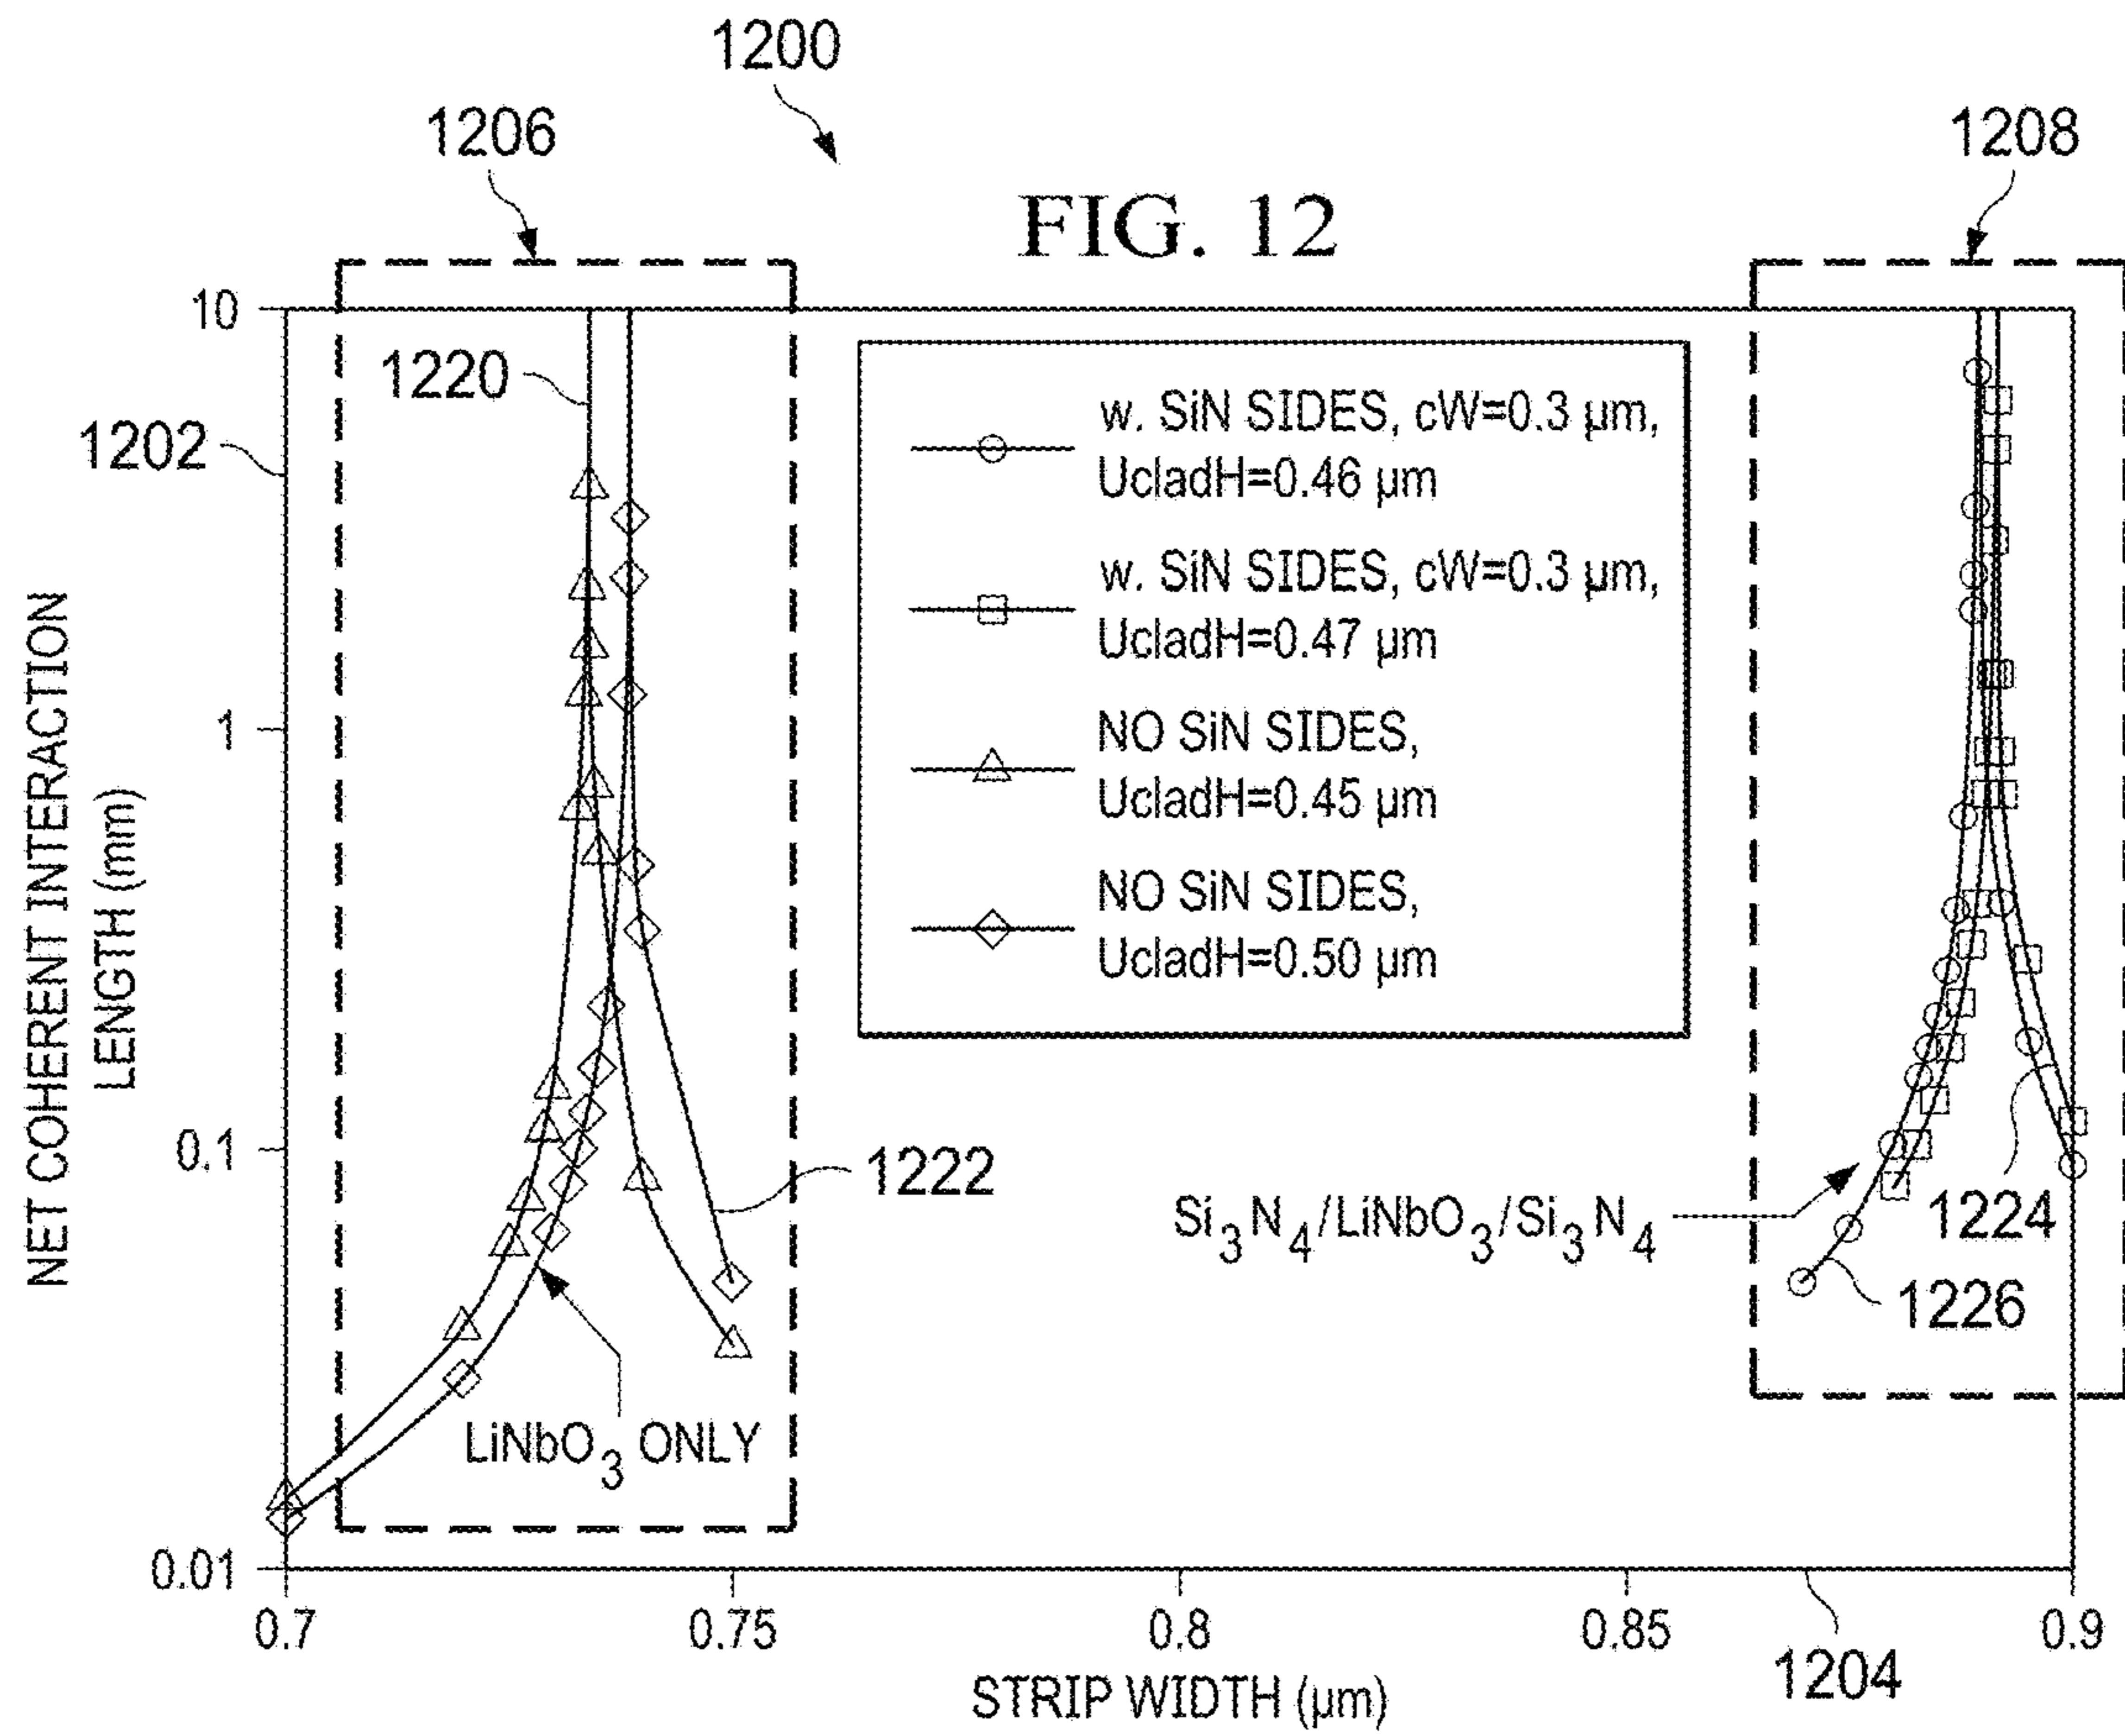 1200
1206
1208
FIG. 12
10
1220
1202
w. SiN SIDES, cW=0.3 µm,
UcladH=0.46 µm
w. SiN SIDES, cW=0.3 µm,
UcladH=0.47 µm
NO SiN SIDES,
UcladH=0.45 µm
NO SiN SIDES,
UcladH=0.50 µm
NET COHERENT INTERACTION
LENGTH (mm)
1
0.1
1222
Si3N4/LiNbO3/Si3N4
1224
1226
LiNbO3 ONLY
0.01
0.7
0.75
0.8
0.85
0.9
1204
STRIP WIDTH (µm)